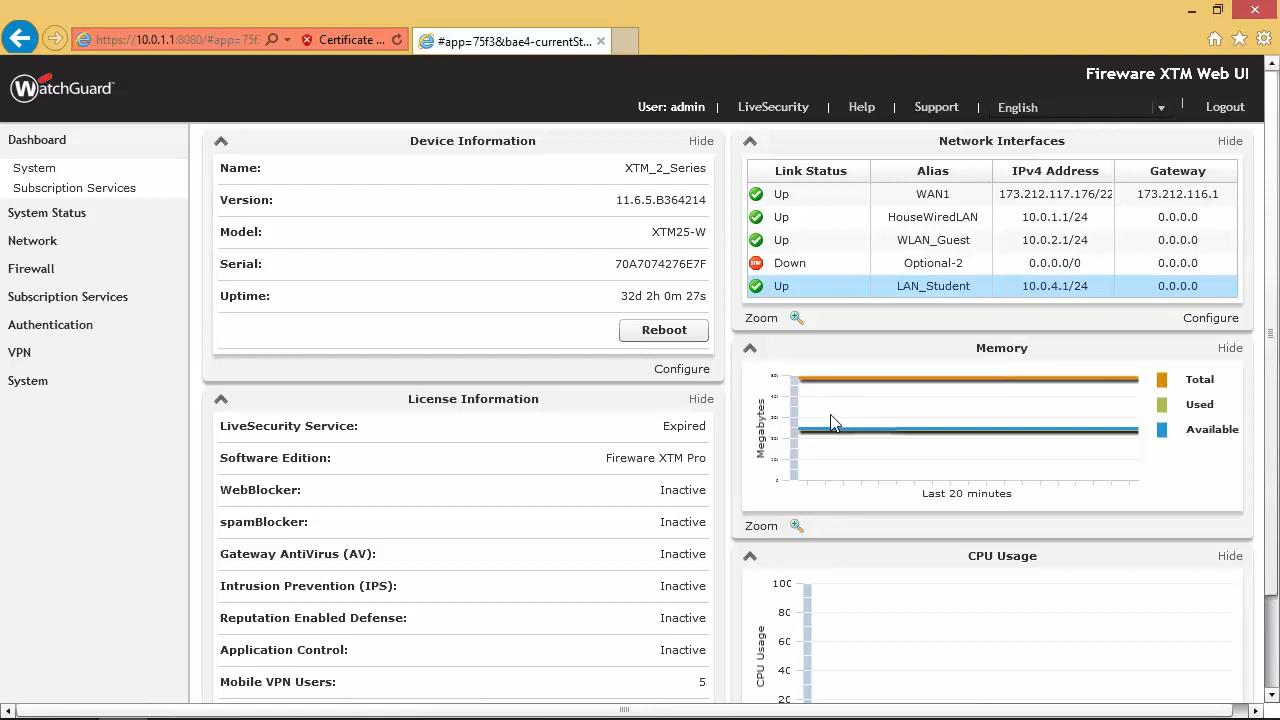 https://10.0.1.1:8080/#app=75f
Certificate ...
#app=75f3&bae4-currentSt...
WatchGuard
Fireware XTM Web UI
User: admin | LiveSecurity | Help | Support | English | Logout
Dashboard
System
Subscription Services
System Status
Network
Firewall
Subscription Services
Authentication
VPN
System
Device Information Hide
Name: XTM_2_Series
Version: 11.6.5.B364214
Model: XTM25-W
Serial: 70A7074276E7F
Uptime: 32d 2h 0m 27s
Reboot
Configure
License Information Hide
LiveSecurity Service: Expired
Software Edition: Fireware XTM Pro
WebBlocker: Inactive
spamBlocker: Inactive
Gateway AntiVirus (AV): Inactive
Intrusion Prevention (IPS): Inactive
Reputation Enabled Defense: Inactive
Application Control: Inactive
Mobile VPN Users: 5
Network Interfaces Hide
Link Status Alias IPv4 Address Gateway
Up WAN1 173.212.117.176/22 173.212.116.1
Up HouseWiredLAN 10.0.1.1/24 0.0.0.0
Up WLAN_Guest 10.0.2.1/24 0.0.0.0
STOP Down Optional-2 0.0.0.0/0 0.0.0.0
Up LAN_Student 10.0.4.1/24 0.0.0.0
Zoom Configure
Memory Hide
Megabytes
Total
Used
Available
Last 20 minutes
Zoom
CPU Usage Hide
CPU Usage
100
80
60
40
20